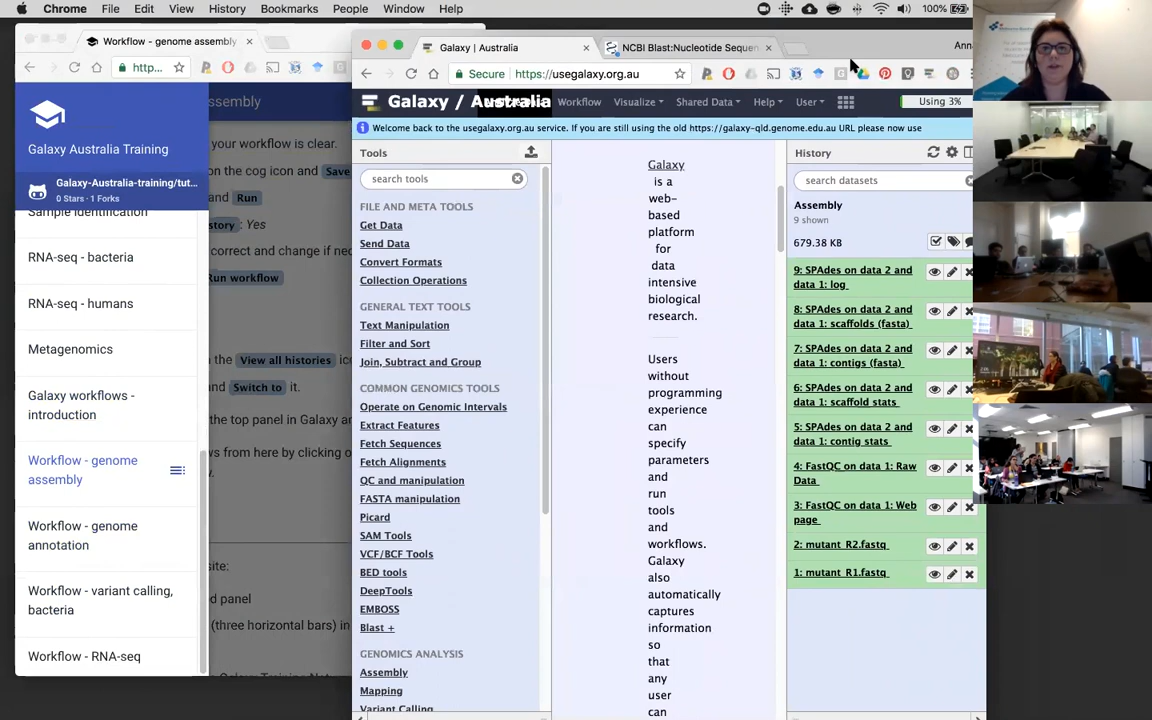 Chrome File Edit View History Bookmarks People Window Help 100%
Workflow - genome assembly
http...
Galaxy Australia Training
Galaxy-Australia-training/tut...
0 Stars · 1 Forks
Sample identification
RNA-seq - bacteria
RNA-seq - humans
Metagenomics
Galaxy workflows -
introduction
Workflow - genome
assembly
Workflow - genome
annotation
Workflow - variant calling,
bacteria
Workflow - RNA-seq
your workflow is clear.
on the cog icon and Save
and Run
Yes
correct and change if nec
the View all histories ico
and Switch to it.
the top panel in Galaxy an
ws from here by clicking o
w.
site:
d panel
(three horizontal bars) in
Galaxy | Australia
NCBI Blast:Nucleotide Sequen
Anna
Secure https://usegalaxy.org.au
Galaxy / Australia Workflow Visualize Shared Data Help User Using 3%
Welcome back to the usegalaxy.org.au service. If you are still using the old https://galaxy-qld.genome.edu.au URL please now use
Tools
search tools
FILE AND META TOOLS
Get Data
Send Data
Convert Formats
Collection Operations
GENERAL TEXT TOOLS
Text Manipulation
Filter and Sort
Join, Subtract and Group
COMMON GENOMICS TOOLS
Operate on Genomic Intervals
Extract Features
Fetch Sequences
Fetch Alignments
QC and manipulation
FASTA manipulation
Picard
SAM Tools
VCF/BCF Tools
BED tools
DeepTools
EMBOSS
Blast +
GENOMICS ANALYSIS
Assembly
Mapping
Variant Calling
Galaxy
is a
web-
based
platform
for
data
intensive
biological
research.
Users
without
programming
experience
can
specify
parameters
and
run
tools
and
workflows.
Galaxy
also
automatically
captures
information
so
that
any
user
can
History
search datasets
Assembly
9 shown
679.38 KB
9: SPAdes on data 2 and
data 1: log
8: SPAdes on data 2 and
data 1: scaffolds (fasta)
7: SPAdes on data 2 and
data 1: contigs (fasta)
6: SPAdes on data 2 and
data 1: scaffold stats
5: SPAdes on data 2 and
data 1: contig stats
4: FastQC on data 1: Raw
Data
3: FastQC on data 1: Web
page
2: mutant_R2.fastq
1: mutant_R1.fastq